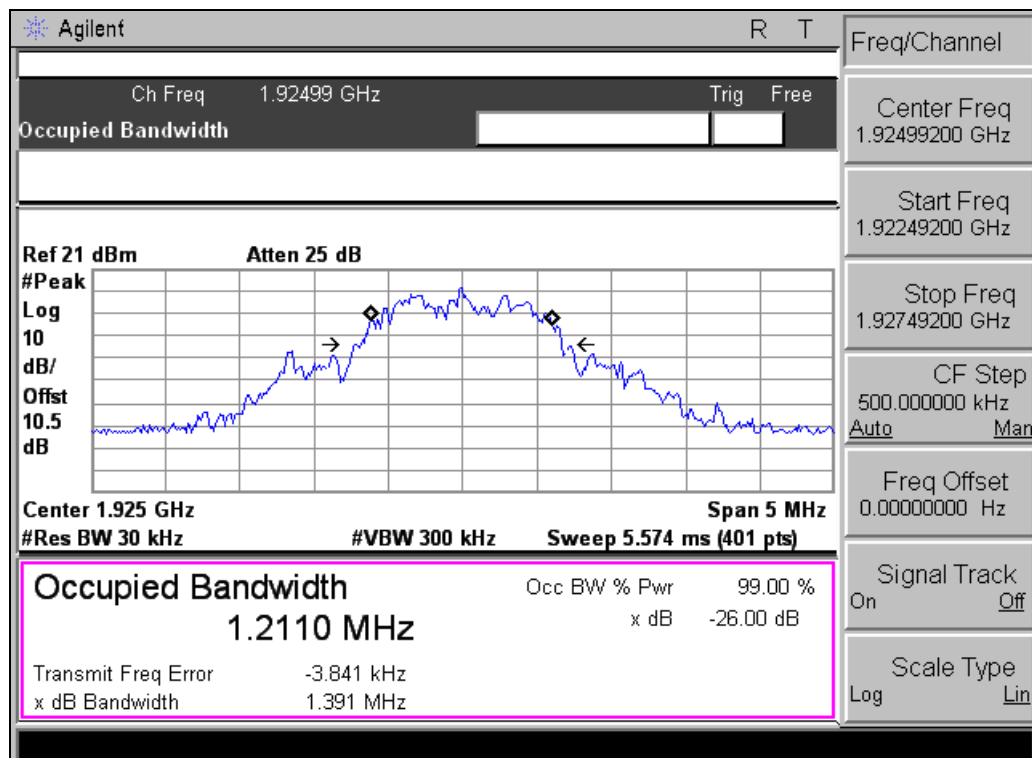 Agilent
R T
Ch Freq 1.92499 GHz
Trig Free
Occupied Bandwidth
Ref 21 dBm
Atten 25 dB
#Peak
Log
10
dB/
Offst
10.5
dB
Center 1.925 GHz
Span 5 MHz
#Res BW 30 kHz
#VBW 300 kHz
Sweep 5.574 ms (401 pts)
Occupied Bandwidth
1.2110 MHz
Occ BW % Pwr 99.00 %
x dB -26.00 dB
Transmit Freq Error -3.841 kHz
x dB Bandwidth 1.391 MHz
Freq/Channel
Center Freq
1.92499200 GHz
Start Freq
1.92249200 GHz
Stop Freq
1.92749200 GHz
CF Step
500.000000 kHz
Auto Man
Freq Offset
0.00000000 Hz
Signal Track
On Off
Scale Type
Log Lin